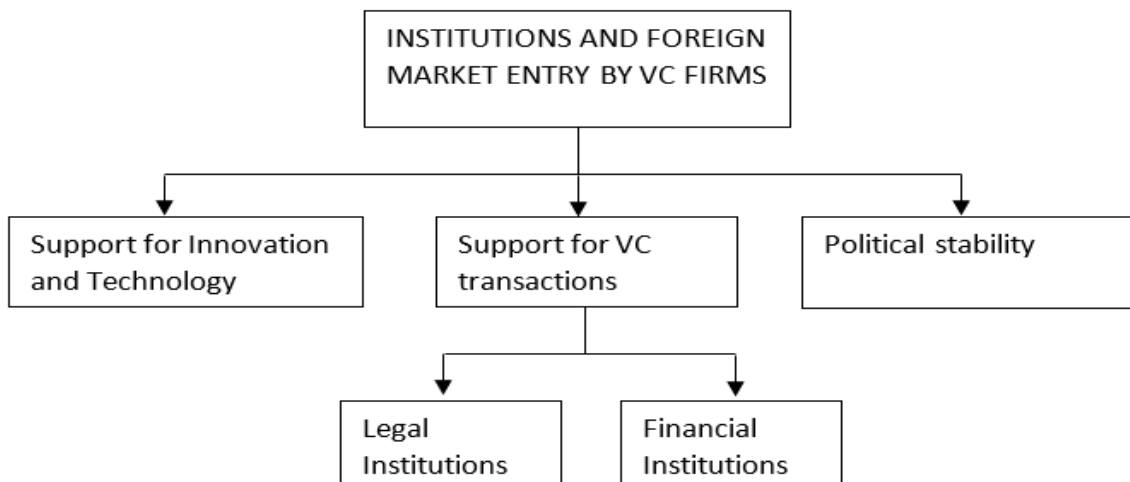 INSTITUTIONS AND FOREIGN
MARKET ENTRY BY VC FIRMS
Support for Innovation
and Technology
Support for VC
transactions
Political stability
Legal
Institutions
Financial
Institutions